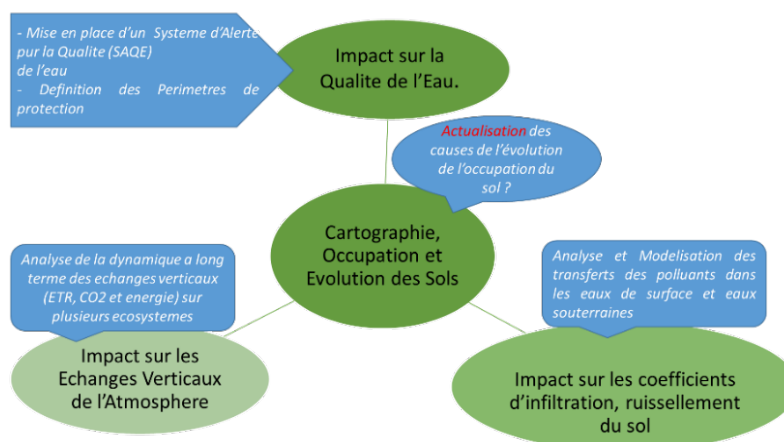 - Mise en place d'un Systeme d'Alerte
pur la Qualite (SAQE)
de l'eau
- Definition des Perimetres de
protection
Impact sur la
Qualite de l'Eau.
Actualisation des
causes de l'évolution
de l'occupation du
sol ?
Cartographie,
Occupation et
Evolution des Sols
Analyse de la dynamique a long
terme des echanges verticaux
(ETR, CO2 et energie) sur
plusieurs ecosystemes
Impact sur les
Echanges Verticaux
de l'Atmosphere
Analyse et Modelisation des
transferts des polluants dans
les eaux de surface et eaux
souterraines
Impact sur les coefficients
d'infiltration, ruissellement
du sol